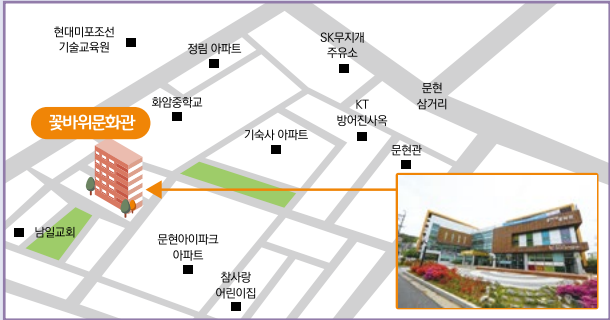 현대미포조선
기술교육원
정림 아파트
SK무지개
주유소
문현
삼거리
화암중학교
KT
방어진사옥
꽃바위문화관
기숙사 아파트
문현관
남일교회
문현아이파크
아파트
참사랑
어린이집